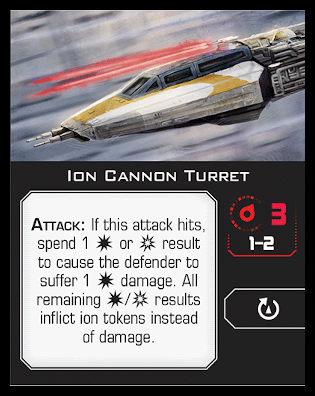 Ion Cannon Turret
Attack: If this attack hits,
spend 1 or result
to cause the defender to
suffer 1 damage. All
remaining / results
inflict ion tokens instead
of damage.
3
1–2